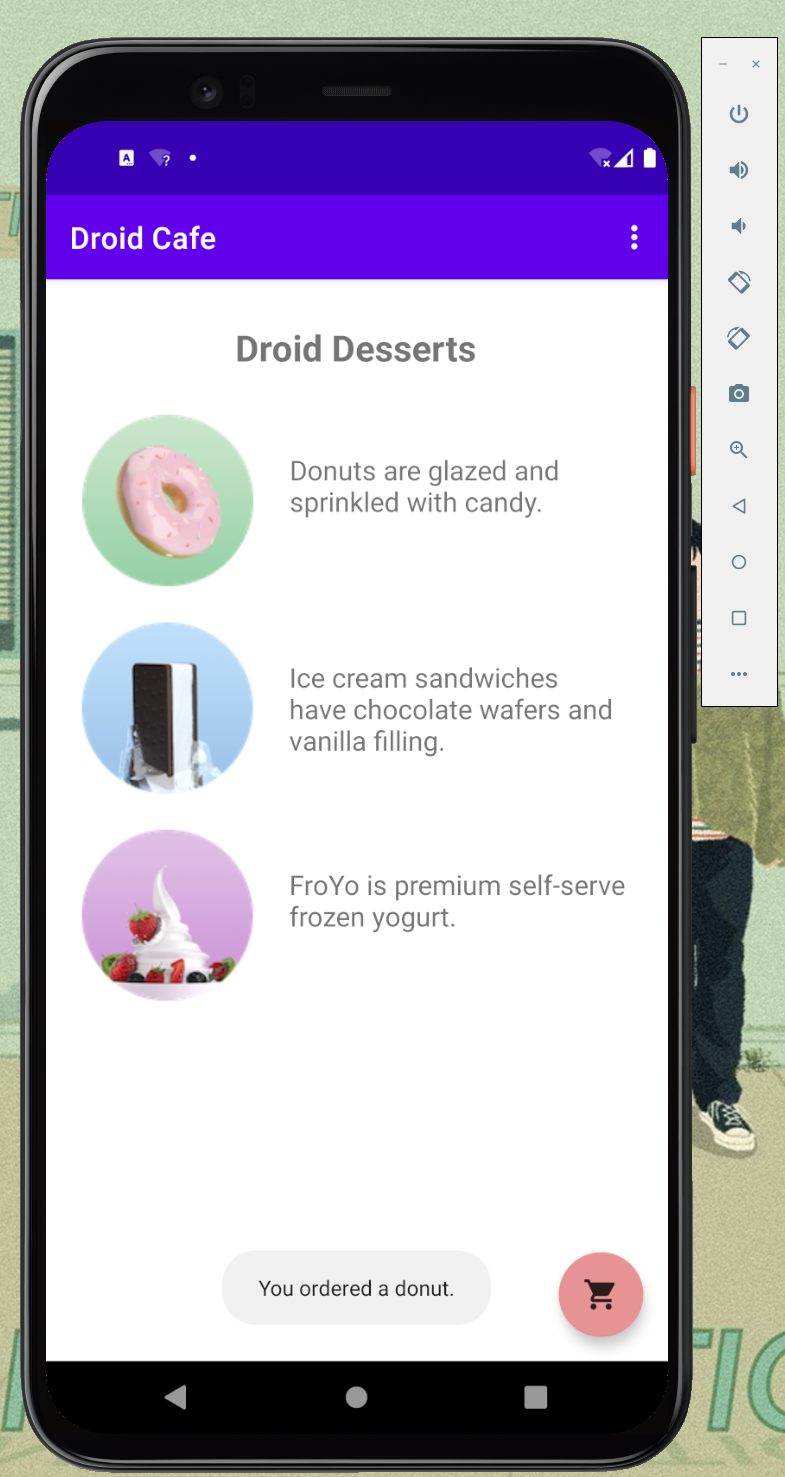 Droid Cafe
Droid Desserts
Donuts are glazed and
sprinkled with candy.
Ice cream sandwiches
have chocolate wafers and
vanilla filling.
FroYo is premium self-serve
frozen yogurt.
You ordered a donut.